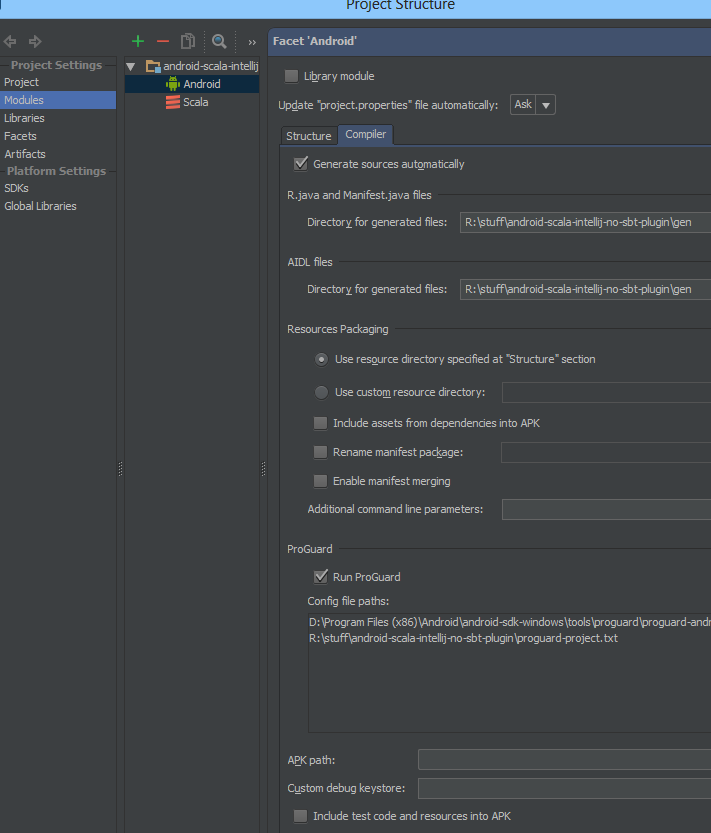 Project Structure
Project Settings
Project
Modules
Libraries
Facets
Artifacts
Platform Settings
SDKs
Global Libraries
»
android-scala-intellij
Android
Scala
Facet 'Android'
Library module
Update "project.properties" file automatically: Ask
Structure Compiler
Generate sources automatically
R.java and Manifest.java files
Directory for generated files: R:\stuff\android-scala-intellij-no-sbt-plugin\gen
AIDL files
Directory for generated files: R:\stuff\android-scala-intellij-no-sbt-plugin\gen
Resources Packaging
Use resource directory specified at "Structure" section
Use custom resource directory:
Include assets from dependencies into APK
Rename manifest package:
Enable manifest merging
Additional command line parameters:
ProGuard
Run ProGuard
Config file paths:
D:\Program Files (x86)\Android\android-sdk-windows\tools\proguard\proguard-andr
R:\stuff\android-scala-intellij-no-sbt-plugin\proguard-project.txt
APK path:
Custom debug keystore:
Include test code and resources into APK